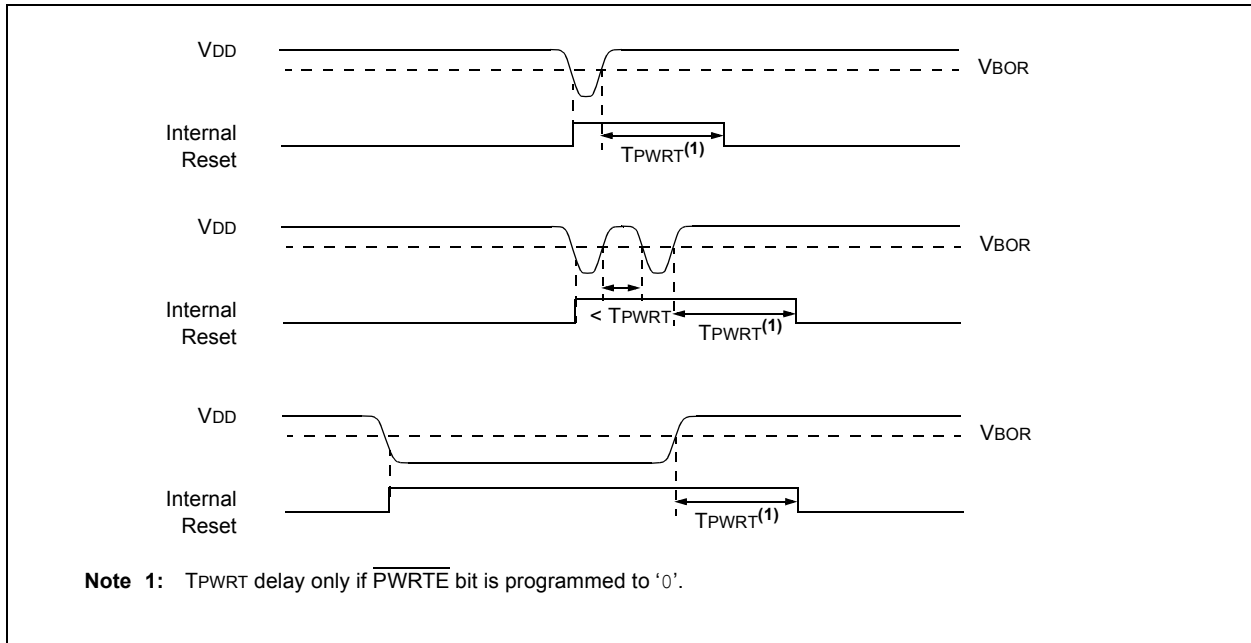 VDD
VBOR
Internal
Reset
TPWRT(1)
VDD
VBOR
Internal
Reset
< TPWRT
TPWRT(1)
VDD
VBOR
Internal
Reset
TPWRT(1)
Note 1: TPWRT delay only if PWRTE bit is programmed to ‘0’.